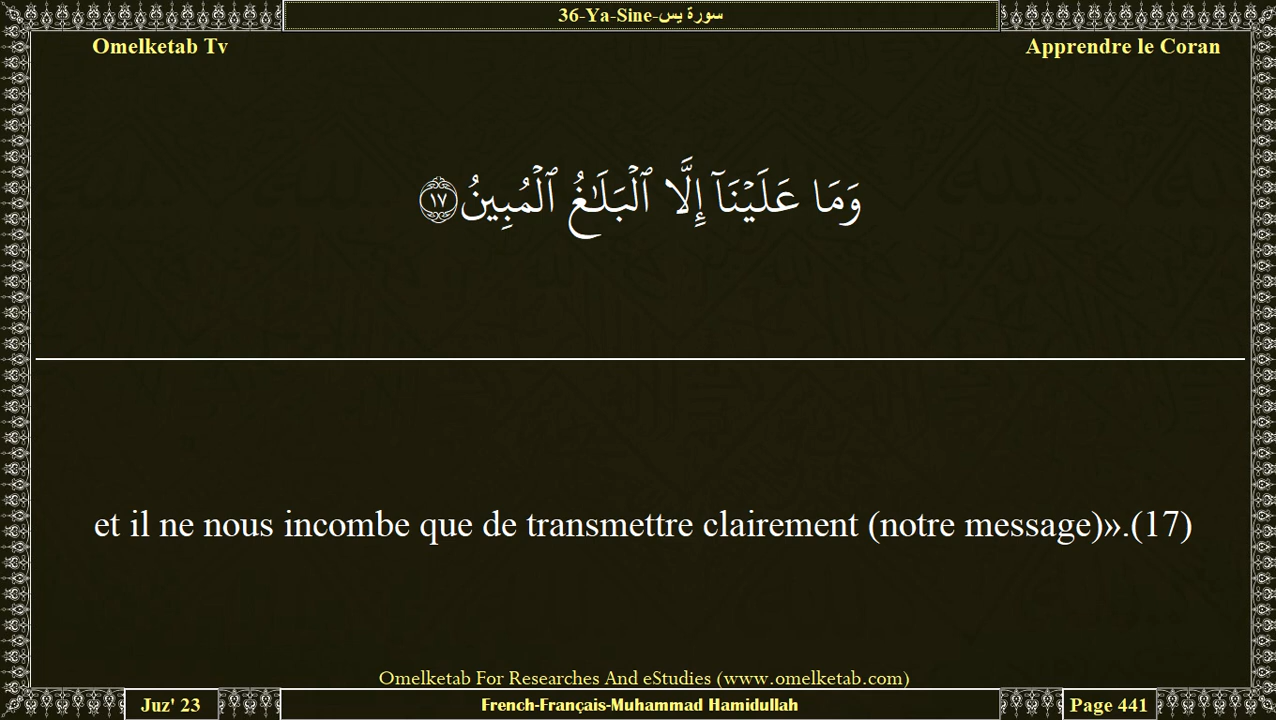 36-Ya-Sine-سورة يس
Omelketab Tv
Apprendre le Coran
وَمَا عَلَيْنَآ إِلَّا ٱلْبَلَـٰغُ ٱلْمُبِينُ ١٧
et il ne nous incombe que de transmettre clairement (notre message)».(17)
Omelketab For Researches And eStudies (www.omelketab.com)
Juz' 23
French-Français-Muhammad Hamidullah
Page 441